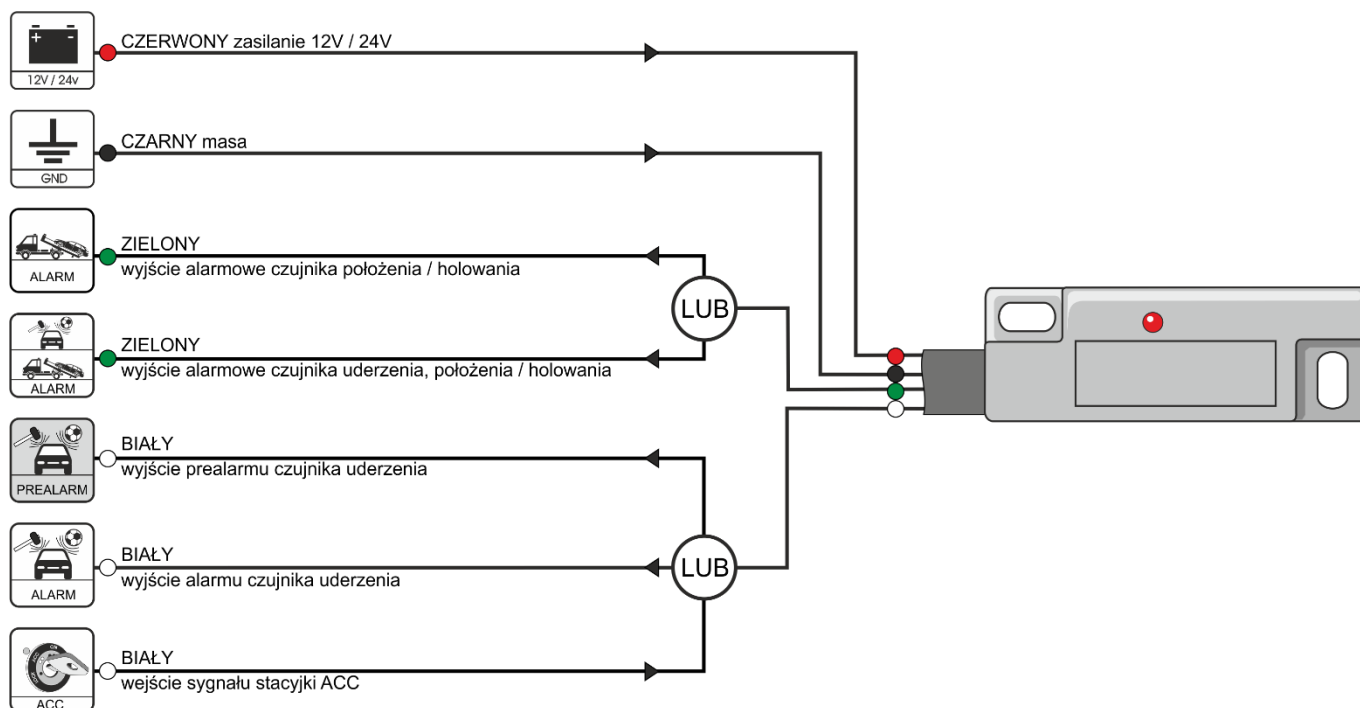 CZERWONY zasilanie 12V / 24V
12V / 24v
CZARNY masa
GND
ZIELONY
wyjście alarmowe czujnika położenia / holowania
ALARM
LUB
ZIELONY
wyjście alarmowe czujnika uderzenia, położenia / holowania
ALARM
BIAŁY
wyjście prealarmu czujnika uderzenia
PREALARM
BIAŁY
wyjście alarmu czujnika uderzenia
ALARM
LUB
BIAŁY
wejście sygnału stacyjki ACC
ACC